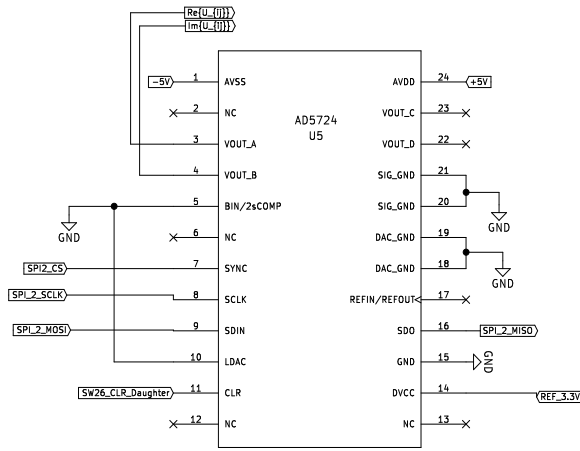 Re{U_{ij}}
Im{U_{ij}}
AD5724
U5
-5V 1 AVSS AVDD 24 +5V
2 NC VOUT_C 23
3 VOUT_A VOUT_D 22
4 VOUT_B SIG_GND 21
5 BIN/2sCOMP SIG_GND 20
GND GND
6 NC DAC_GND 19
SPI2_CS 7 SYNC DAC_GND 18
GND
SPI_2_SCLK 8 SCLK REFIN/REFOUT 17
SPI_2_MOSI 9 SDIN SDO 16 SPI_2_MISO
10 LDAC GND 15 GND
SW26_CLR_Daughter 11 CLR DVCC 14 REF_3.3V
12 NC NC 13